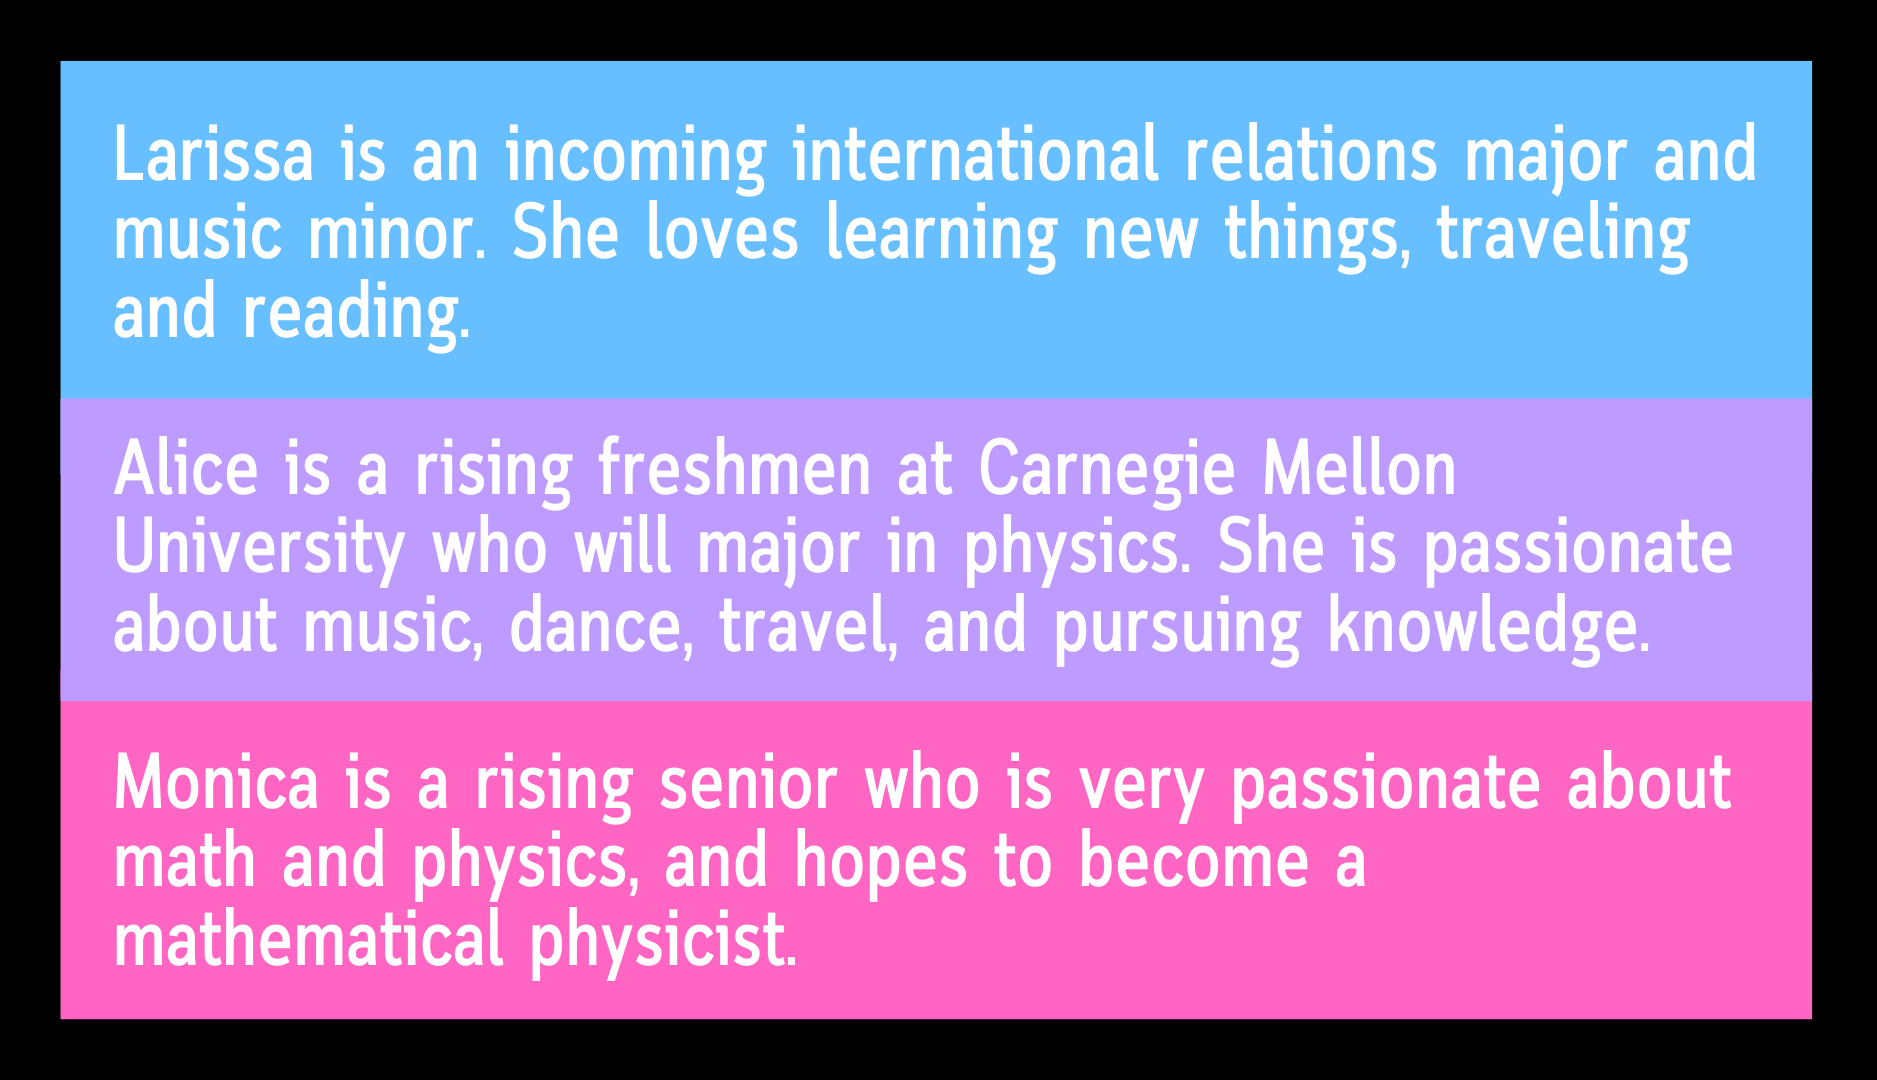 Larissa is an incoming international relations major and
music minor. She loves learning new things, traveling
and reading.
Alice is a rising freshmen at Carnegie Mellon
University who will major in physics. She is passionate
about music, dance, travel, and pursuing knowledge.
Monica is a rising senior who is very passionate about
math and physics, and hopes to become a
mathematical physicist.